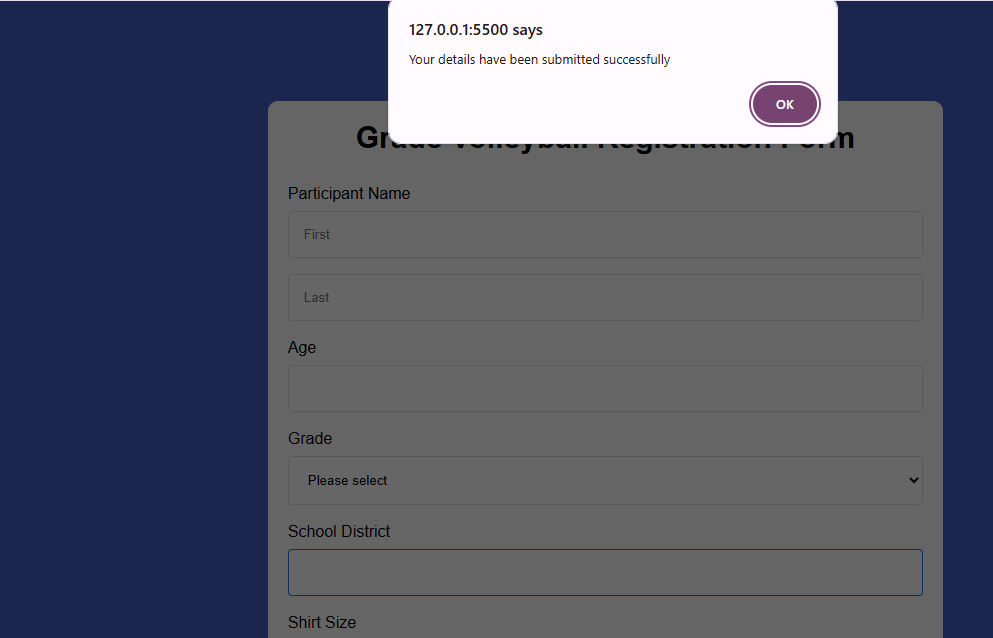 127.0.0.1:5500 says
Your details have been submitted successfully
OK
Grade Volleyball Registration Form
Participant Name
First
Last
Age
Grade
Please select
School District
Shirt Size